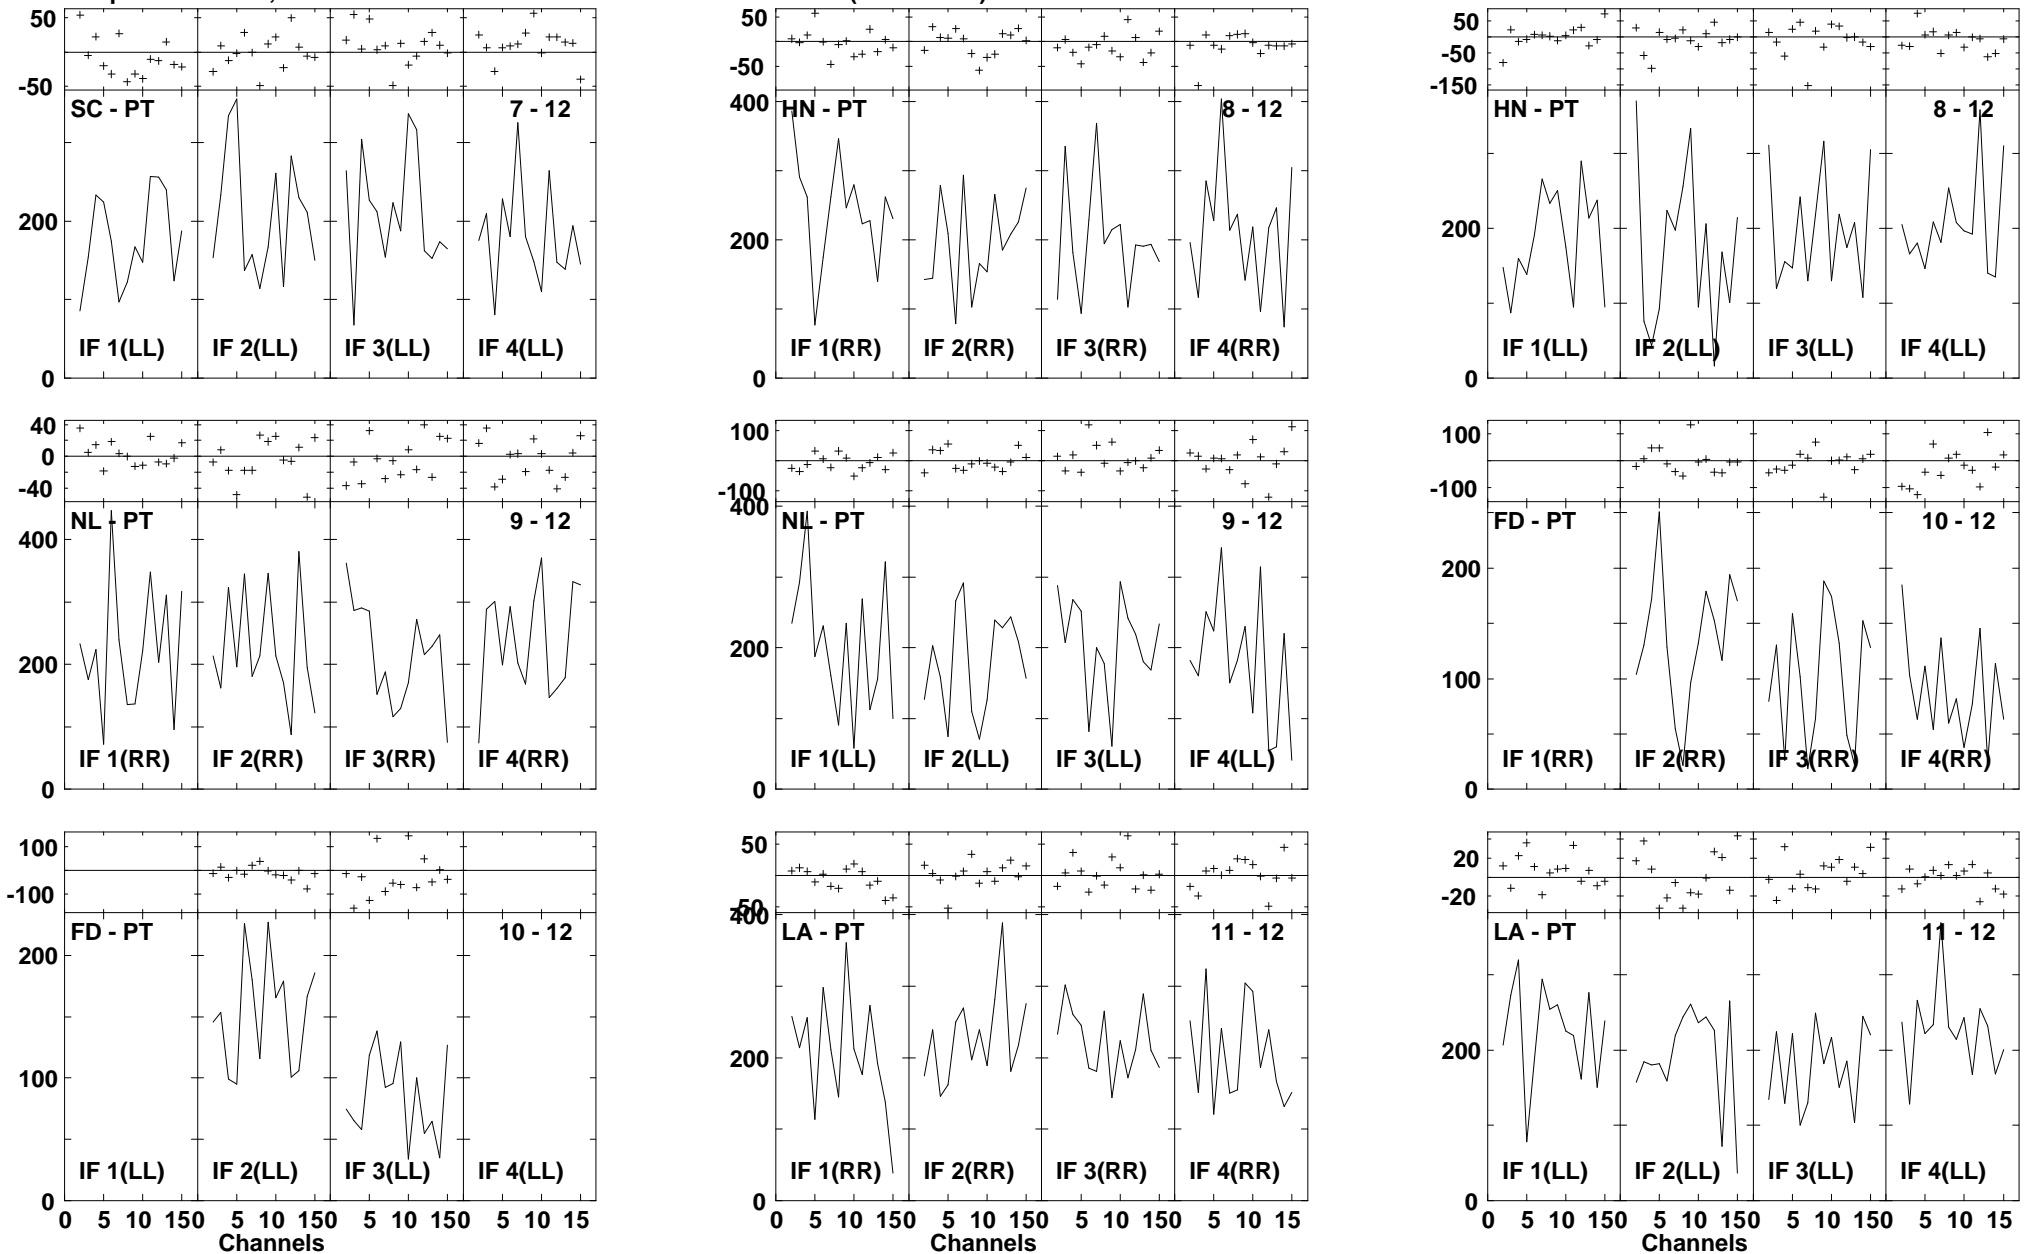 50
-50
SC - PT 7 - 12
200
0
IF 1(LL) IF 2(LL) IF 3(LL) IF 4(LL)
50
-50
400
HN - PT 8 - 12
200
0
IF 1(RR) IF 2(RR) IF 3(RR) IF 4(RR)
50
-50
-150
HN - PT 8 - 12
200
0
IF 1(LL) IF 2(LL) IF 3(LL) IF 4(LL)
40
0
-40
NL - PT 9 - 12
400
200
0
IF 1(RR) IF 2(RR) IF 3(RR) IF 4(RR)
100
-100
400
NL - PT 9 - 12
200
0
IF 1(LL) IF 2(LL) IF 3(LL) IF 4(LL)
100
-100
FD - PT 10 - 12
200
100
0
IF 1(RR) IF 2(RR) IF 3(RR) IF 4(RR)
100
-100
FD - PT 10 - 12
200
100
0
IF 1(LL) IF 2(LL) IF 3(LL) IF 4(LL)
0 5 10 150 5 10 150 5 10 150 5 10 15
Channels
50
-50
400
LA - PT 11 - 12
200
0
IF 1(RR) IF 2(RR) IF 3(RR) IF 4(RR)
0 5 10 150 5 10 150 5 10 150 5 10 15
Channels
20
-20
LA - PT 11 - 12
200
0
IF 1(LL) IF 2(LL) IF 3(LL) IF 4(LL)
0 5 10 150 5 10 150 5 10 150 5 10 15
Channels